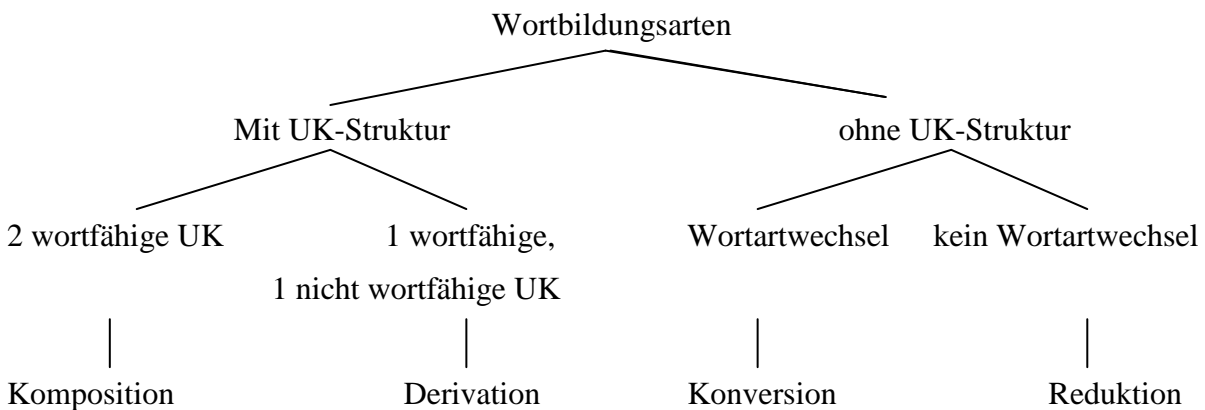 Wortbildungsarten
Mit UK-Struktur
ohne UK-Struktur
2 wortfähige UK
1 wortfähige,
1 nicht wortfähige UK
Wortartwechsel
kein Wortartwechsel
Komposition
Derivation
Konversion
Reduktion